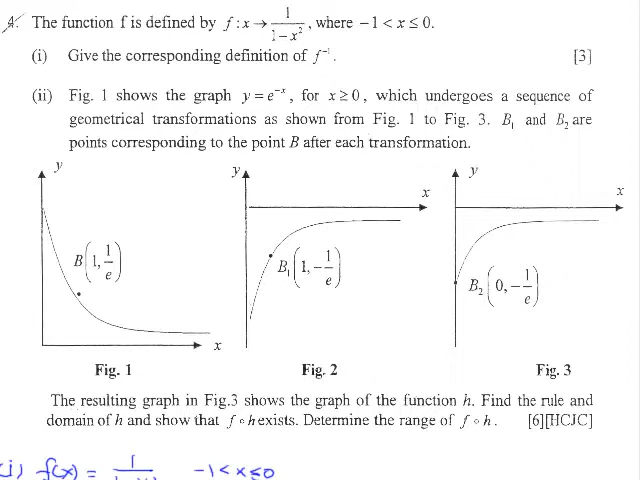 A. The function f is defined by f : x → 1/(1−x²), where −1 < x ≤ 0.
(i) Give the corresponding definition of f⁻¹. [3]
(ii) Fig. 1 shows the graph y = e⁻ˣ, for x ≥ 0, which undergoes a sequence of
geometrical transformations as shown from Fig. 1 to Fig. 3. B₁ and B₂ are
points corresponding to the point B after each transformation.
y y y
x x
B(1, 1/e) B₁(1, −1/e) B₂(0, −1/e)
x
Fig. 1 Fig. 2 Fig. 3
The resulting graph in Fig.3 shows the graph of the function h. Find the rule and
domain of h and show that f ∘ h exists. Determine the range of f ∘ h. [6][HCJC]
(i) f(x) = 1 −1 < x ≤ 0